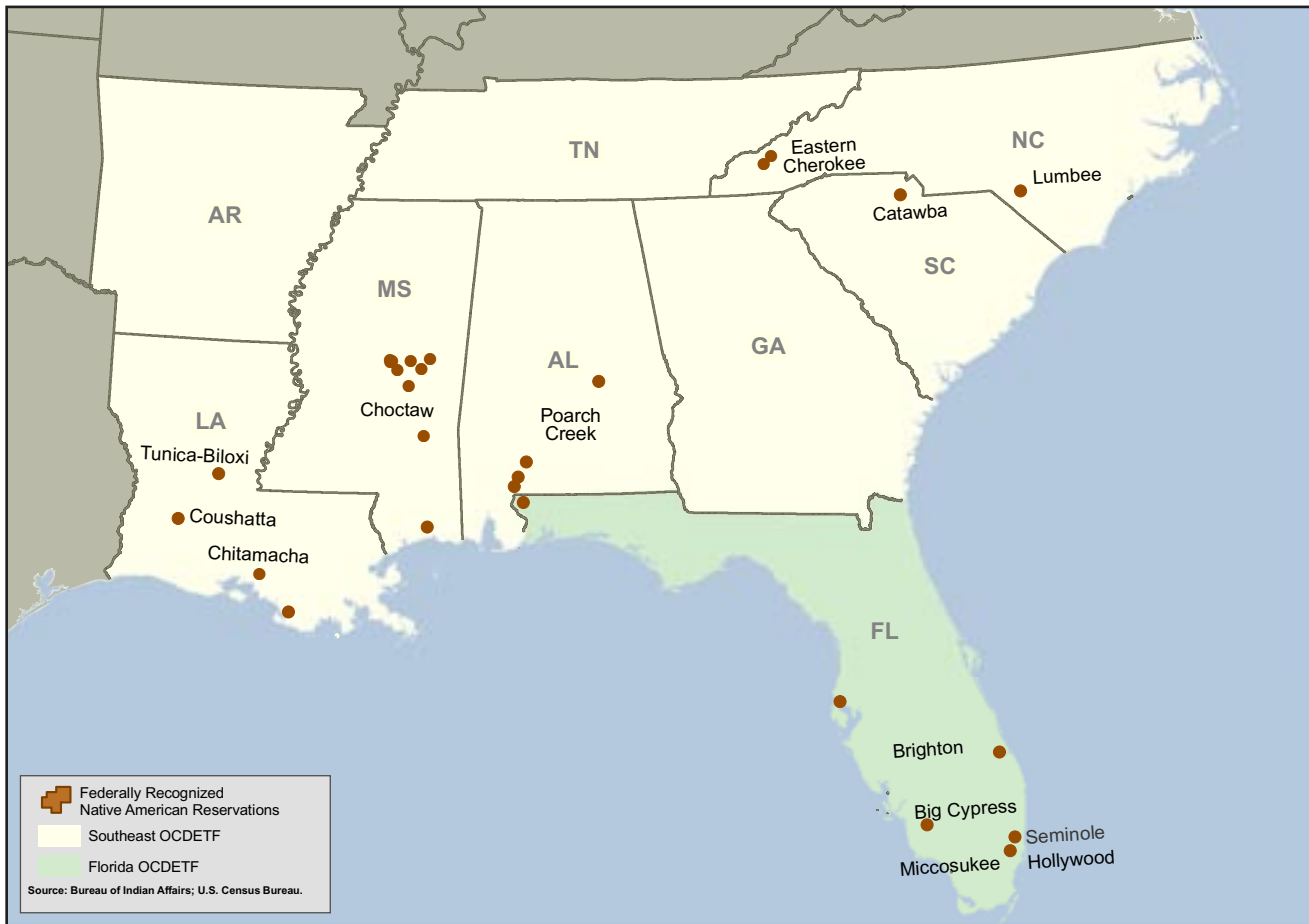 TN
NC
Eastern
Cherokee
Lumbee
Catawba
AR
SC
MS
GA
AL
Choctaw
Poarch
Creek
LA
Tunica-Biloxi
Coushatta
Chitamacha
FL
Brighton
Big Cypress
Seminole
Miccosukee
Hollywood
Federally Recognized
Native American Reservations
Southeast OCDETF
Florida OCDETF
Source: Bureau of Indian Affairs; U.S. Census Bureau.